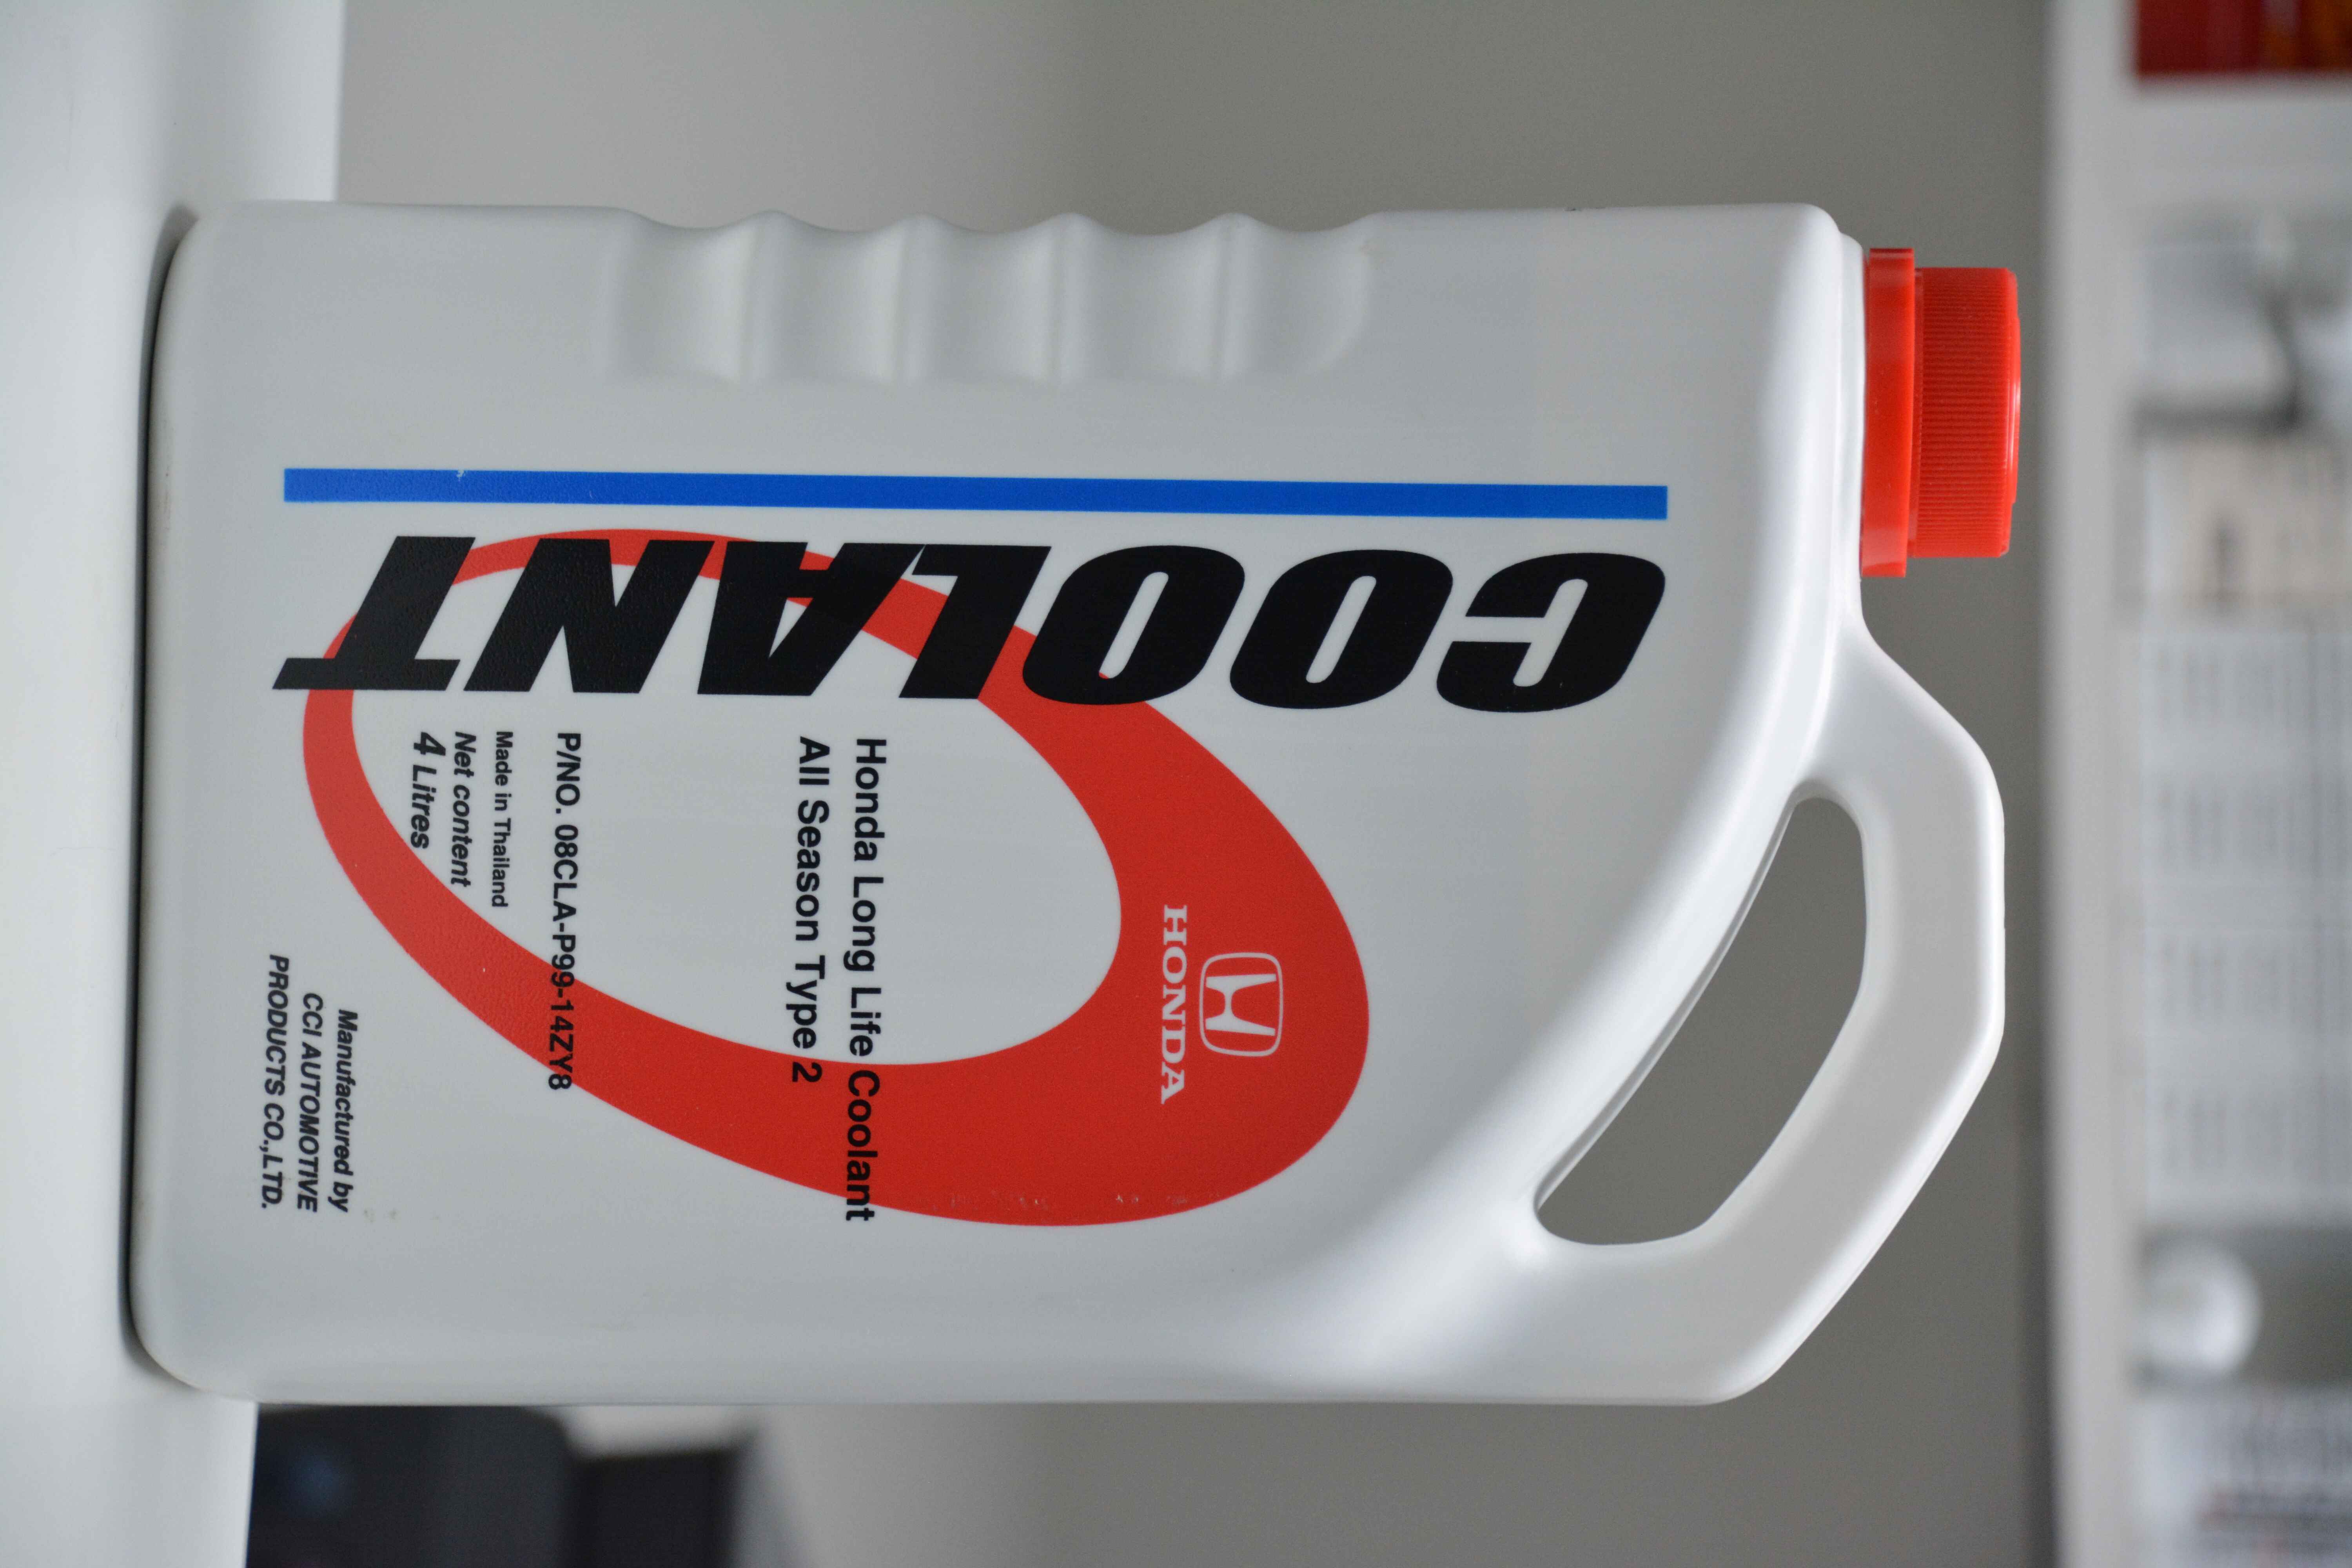 COOLANT
HONDA
Honda Long Life Coolant
All Season Type 2
P/NO. 08CLA-P99-14ZY8
Made in Thailand
Net content
4 Litres
Manufactured by
CCI AUTOMOTIVE
PRODUCTS CO.,LTD.